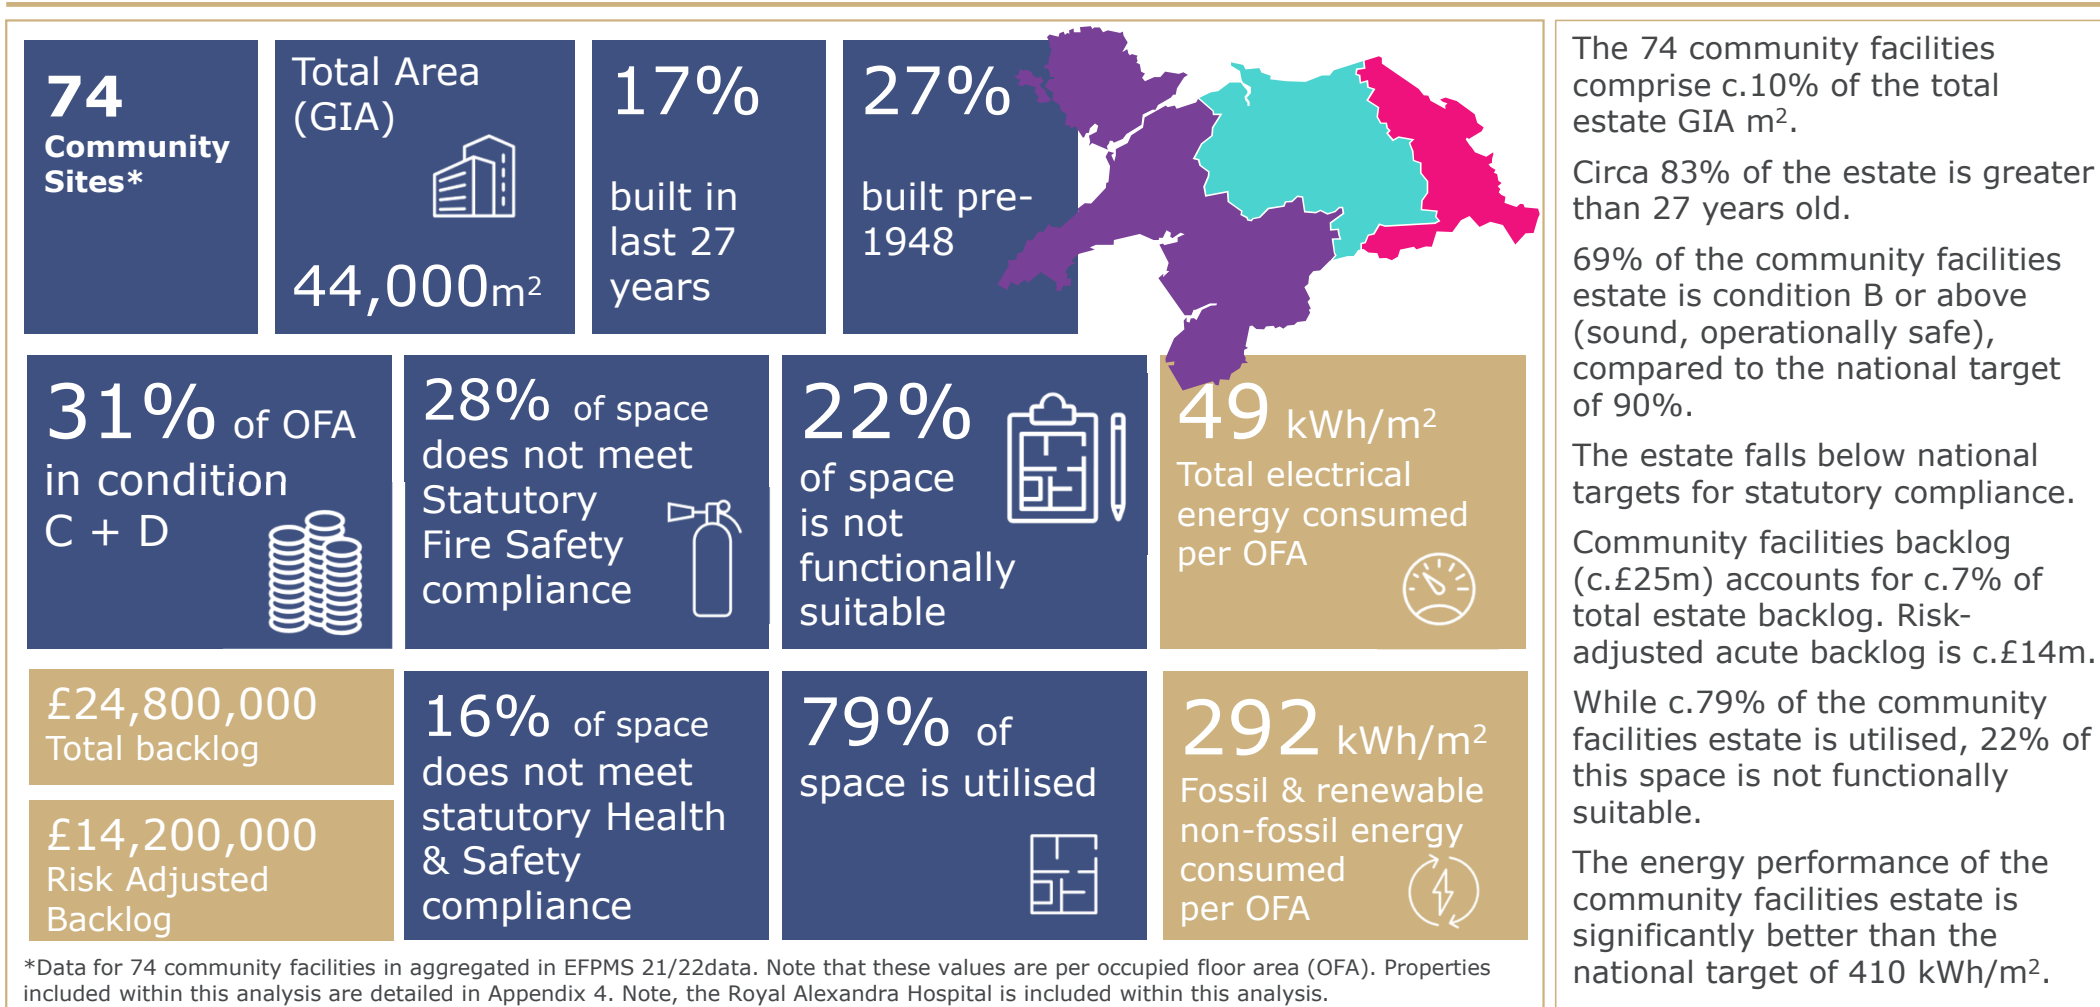 74
Community
Sites*
Total Area
(GIA)
44,000m²
17%
built in
last 27
years
27%
built pre-
1948
31% of OFA
in condition
C + D
28% of space
does not meet
Statutory
Fire Safety
compliance
22%
of space
is not
functionally
suitable
49 kWh/m²
Total electrical
energy consumed
per OFA
£24,800,000
Total backlog
£14,200,000
Risk Adjusted
Backlog
16% of space
does not meet
statutory Health
& Safety
compliance
79% of
space is utilised
292 kWh/m²
Fossil & renewable
non-fossil energy
consumed
per OFA
*Data for 74 community facilities in aggregated in EFPMS 21/22data. Note that these values are per occupied floor area (OFA). Properties
included within this analysis are detailed in Appendix 4. Note, the Royal Alexandra Hospital is included within this analysis.
The 74 community facilities
comprise c.10% of the total
estate GIA m².
Circa 83% of the estate is greater
than 27 years old.
69% of the community facilities
estate is condition B or above
(sound, operationally safe),
compared to the national target
of 90%.
The estate falls below national
targets for statutory compliance.
Community facilities backlog
(c.£25m) accounts for c.7% of
total estate backlog. Risk-
adjusted acute backlog is c.£14m.
While c.79% of the community
facilities estate is utilised, 22% of
this space is not functionally
suitable.
The energy performance of the
community facilities estate is
significantly better than the
national target of 410 kWh/m².